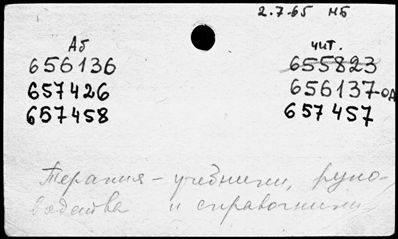 2.7-65 НБ
Аб чит.
656136 655823
657426 656137-од
657458 657457
Терапия - учебники, руко-
водства и справочники